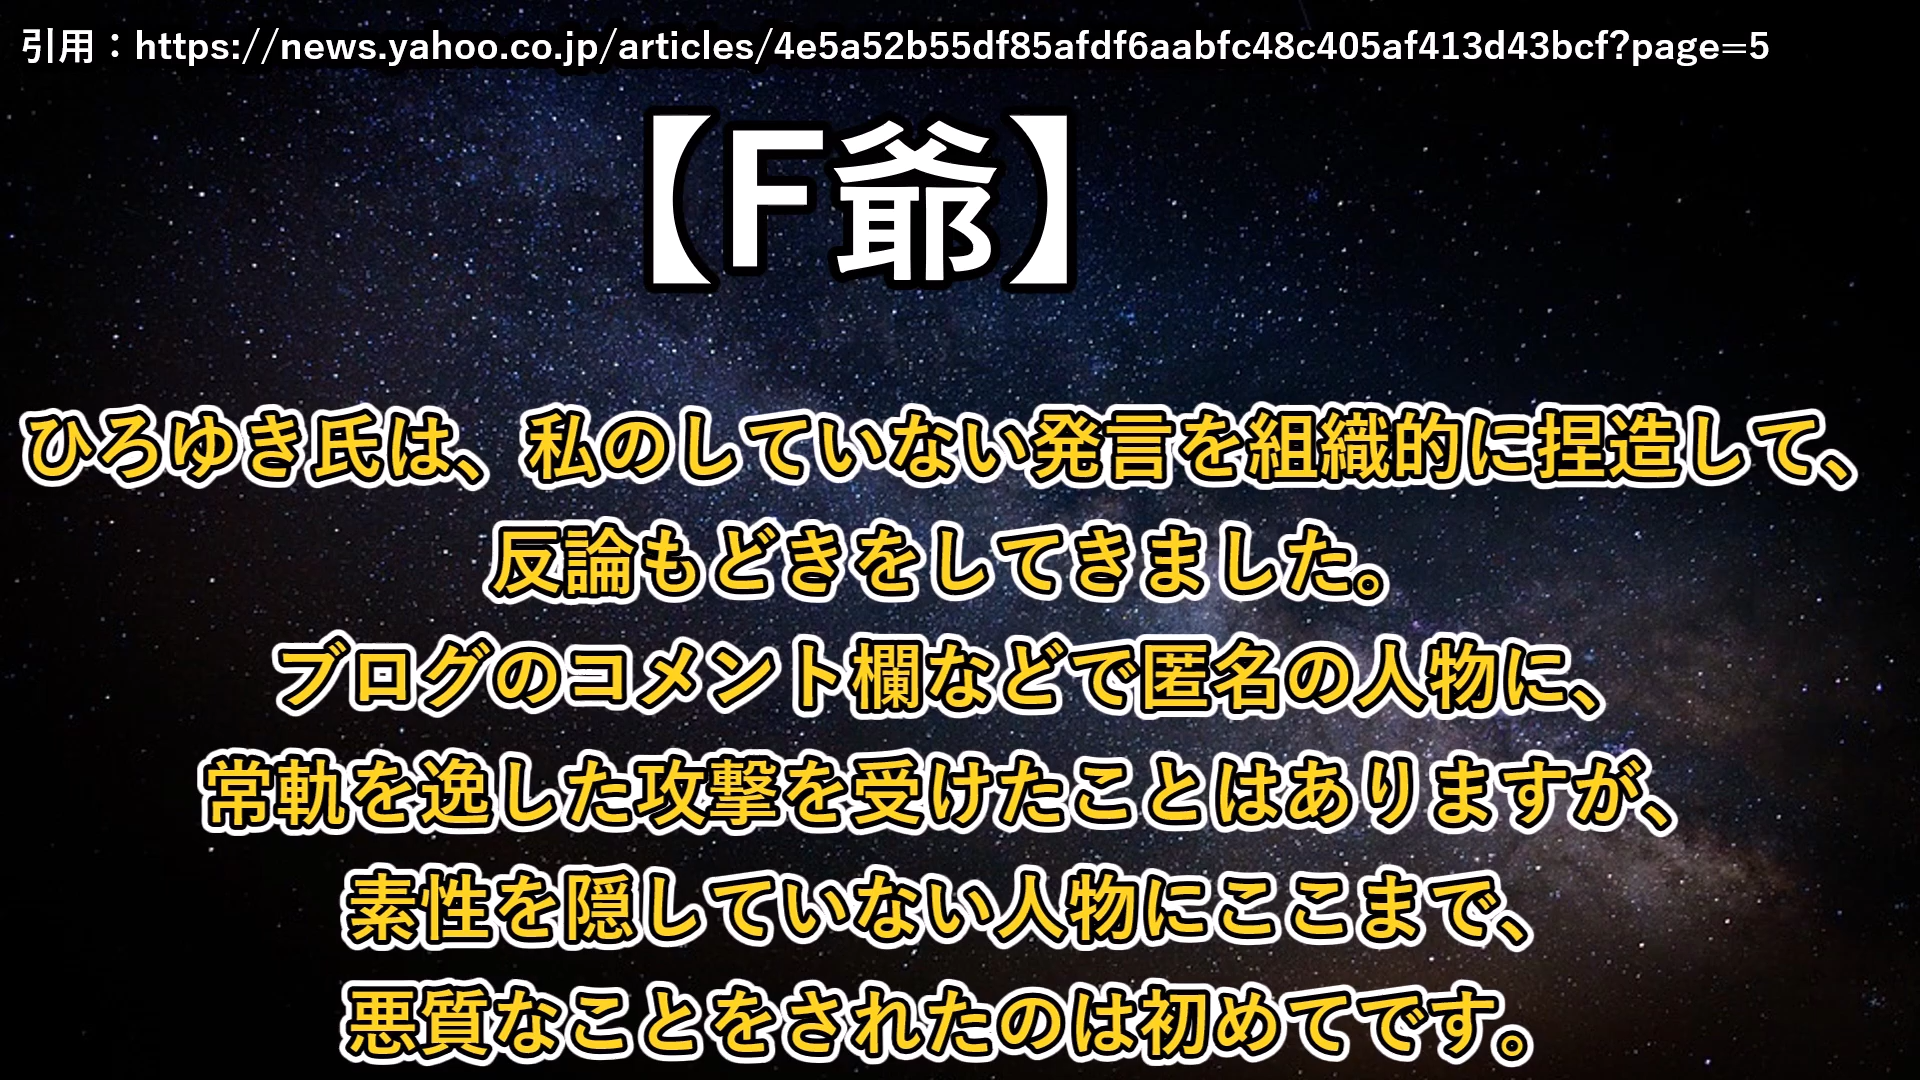 引用：https://news.yahoo.co.jp/articles/4e5a52b55df85afdf6aabfc48c405af413d43bcf?page=5
【F爺】
ひろゆき氏は、私のしていない発言を組織的に捏造して、
反論もどきをしてきました。
ブログのコメント欄などで匿名の人物に、
常軌を逸した攻撃を受けたことはありますが、
素性を隠していない人物にここまで、
悪質なことをされたのは初めてです。